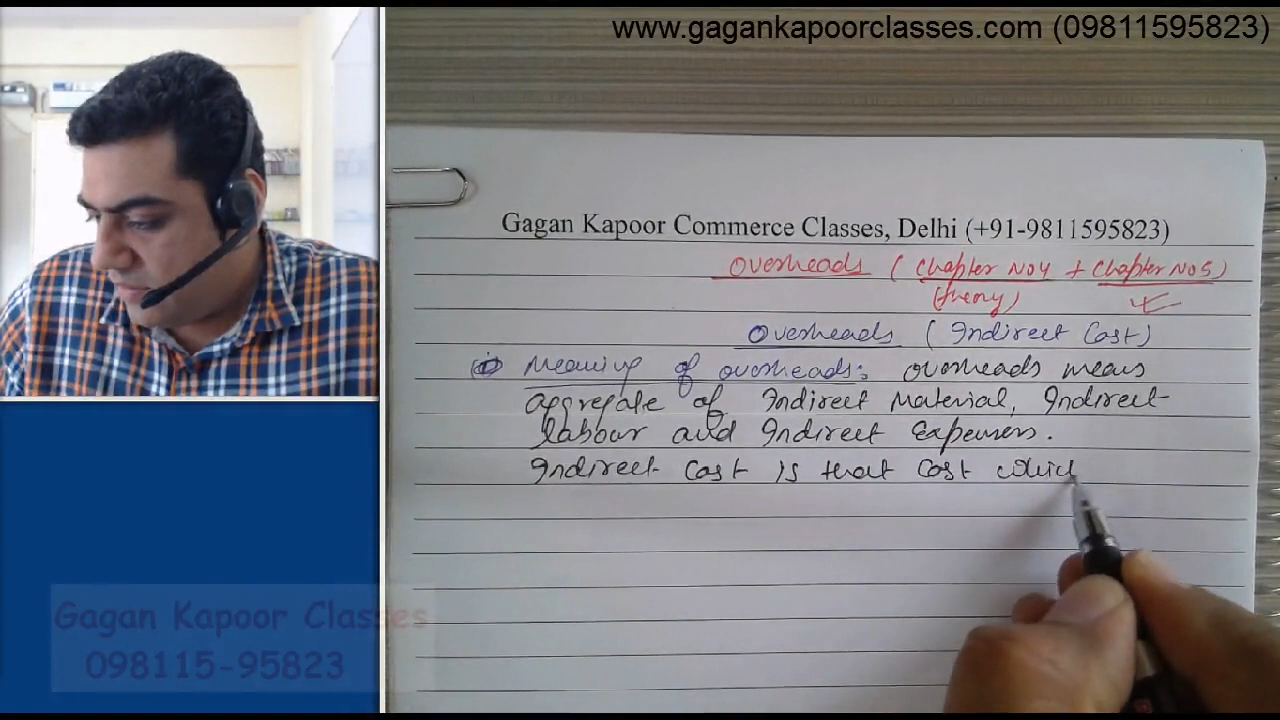 www.gagankapoorclasses.com (09811595823)
Gagan Kapoor Commerce Classes, Delhi (+91-9811595823)
Overheads ( Chapter No 4 + Chapter No 5 )
(theory)
Overheads ( Indirect Cost )
Meaning of overheads: overheads means
Aggregate of Indirect Material, Indirect
labour and Indirect Expenses.
Indirect Cost is that Cost which
Gagan Kapoor Classes
098115-95823